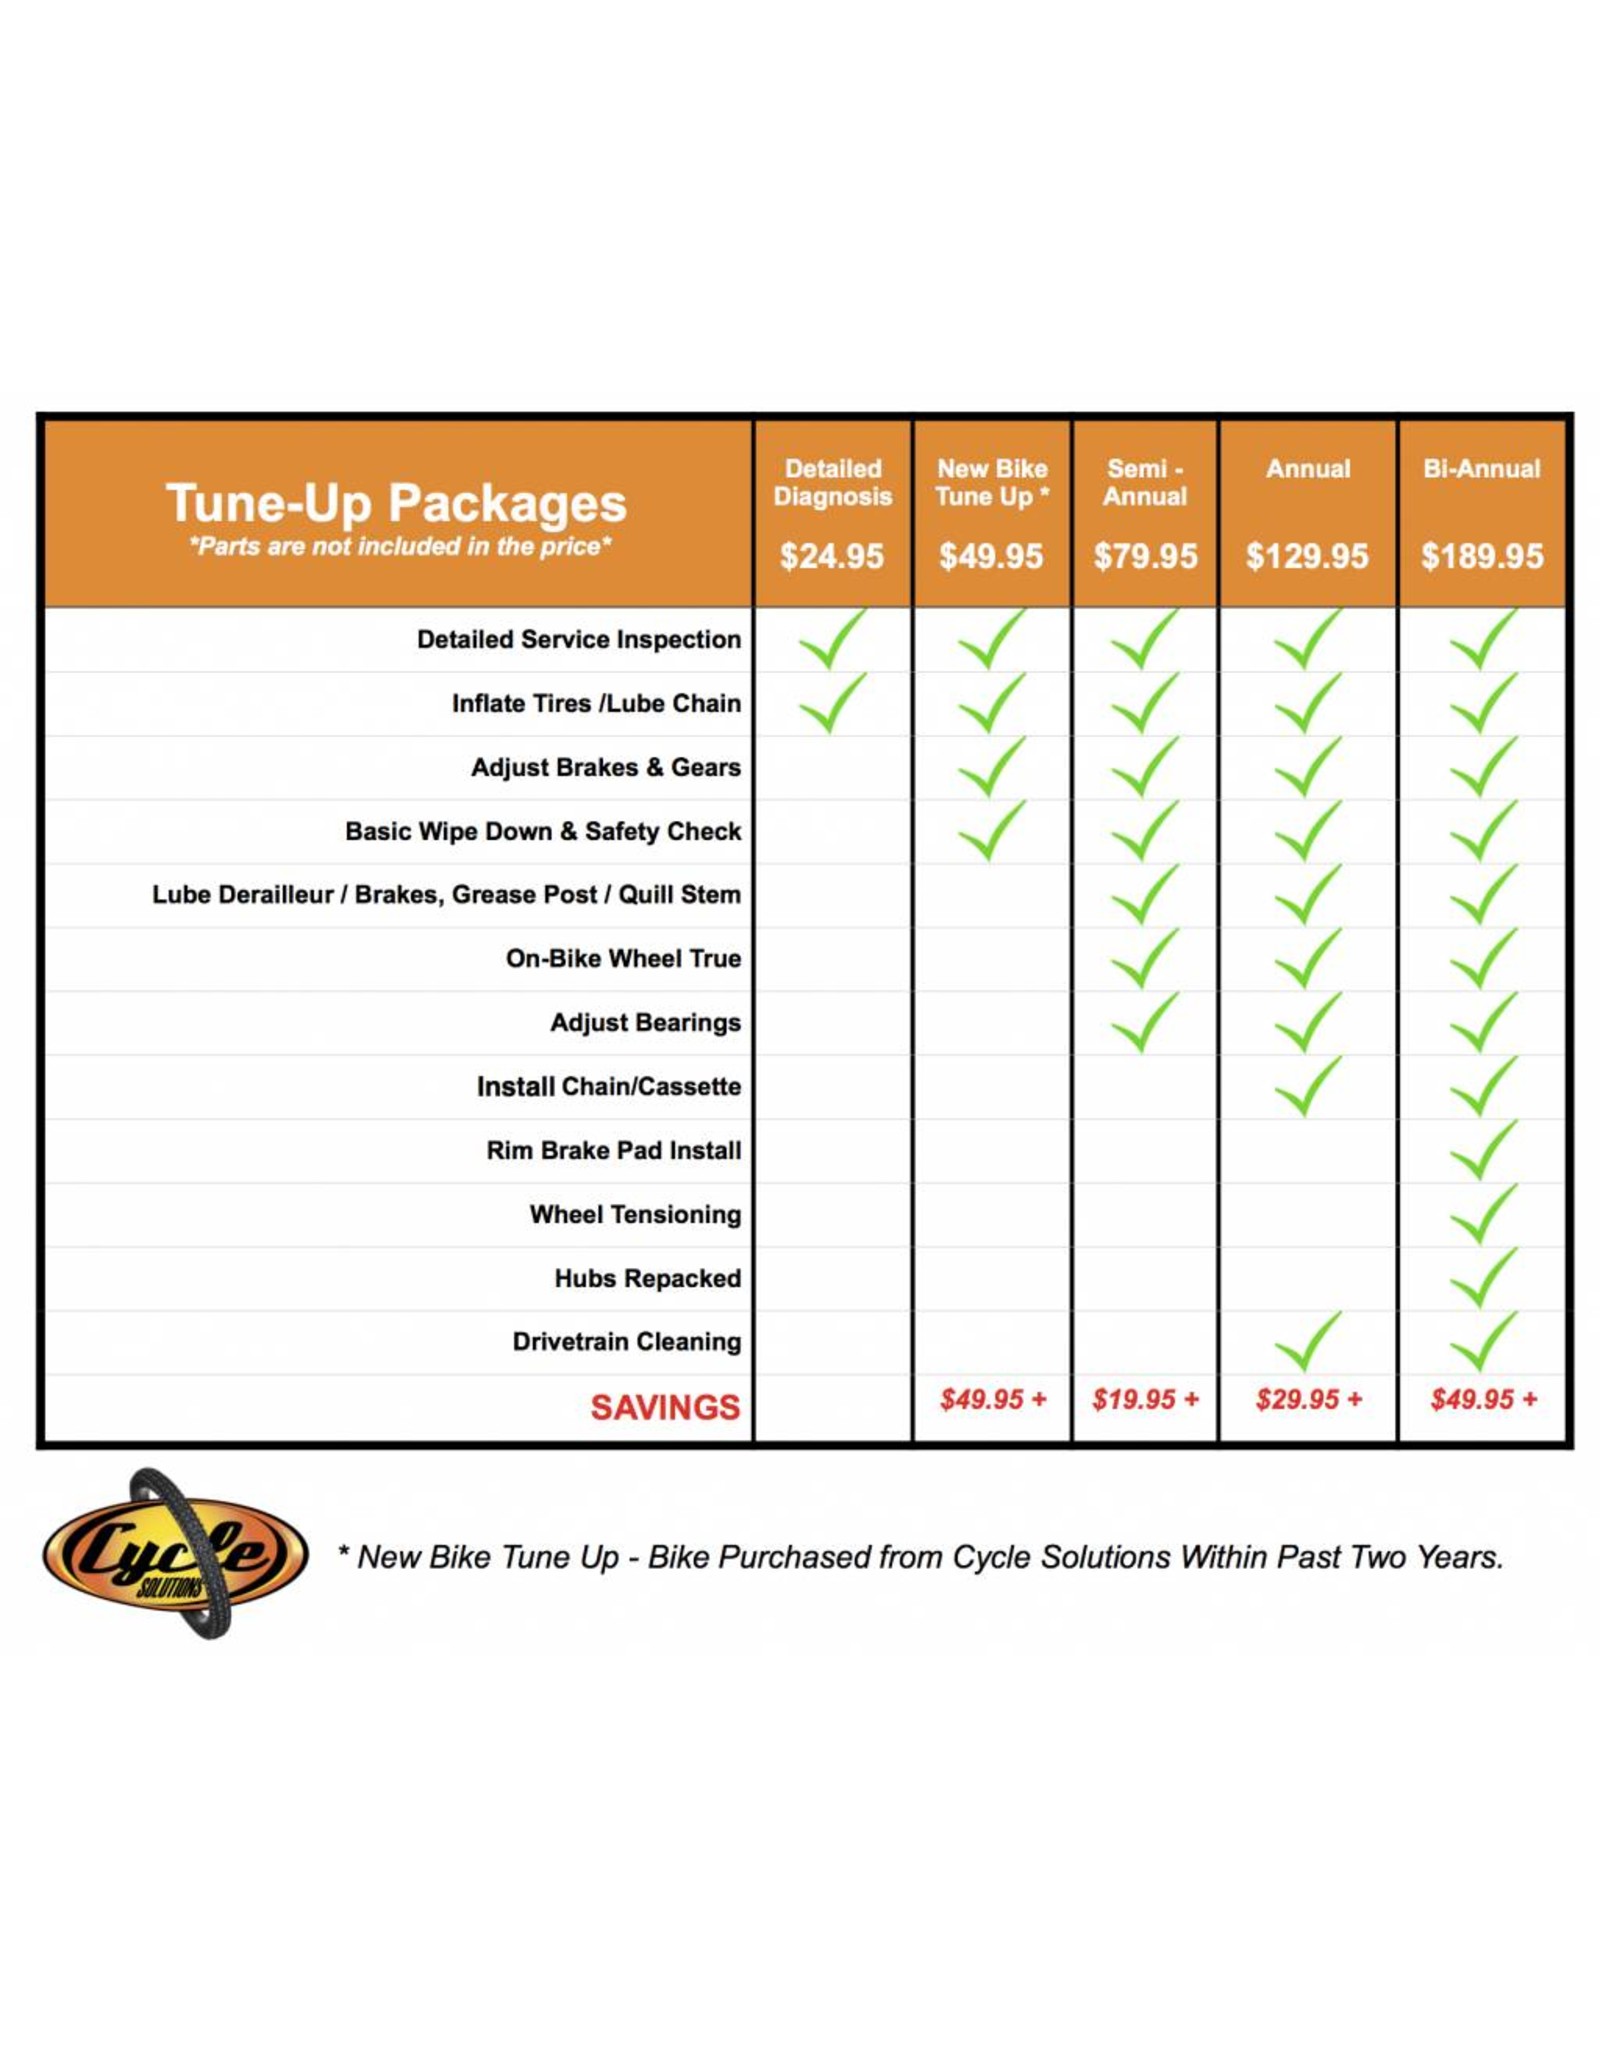 Tune-Up Packages
*Parts are not included in the price*
Detailed
Diagnosis
$24.95
New Bike
Tune Up *
$49.95
Semi -
Annual
$79.95
Annual
$129.95
Bi-Annual
$189.95
Detailed Service Inspection
Inflate Tires /Lube Chain
Adjust Brakes & Gears
Basic Wipe Down & Safety Check
Lube Derailleur / Brakes, Grease Post / Quill Stem
On-Bike Wheel True
Adjust Bearings
Install Chain/Cassette
Rim Brake Pad Install
Wheel Tensioning
Hubs Repacked
Drivetrain Cleaning
SAVINGS $49.95 + $19.95 + $29.95 + $49.95 +
Cycle
SOLUTIONS
* New Bike Tune Up - Bike Purchased from Cycle Solutions Within Past Two Years.